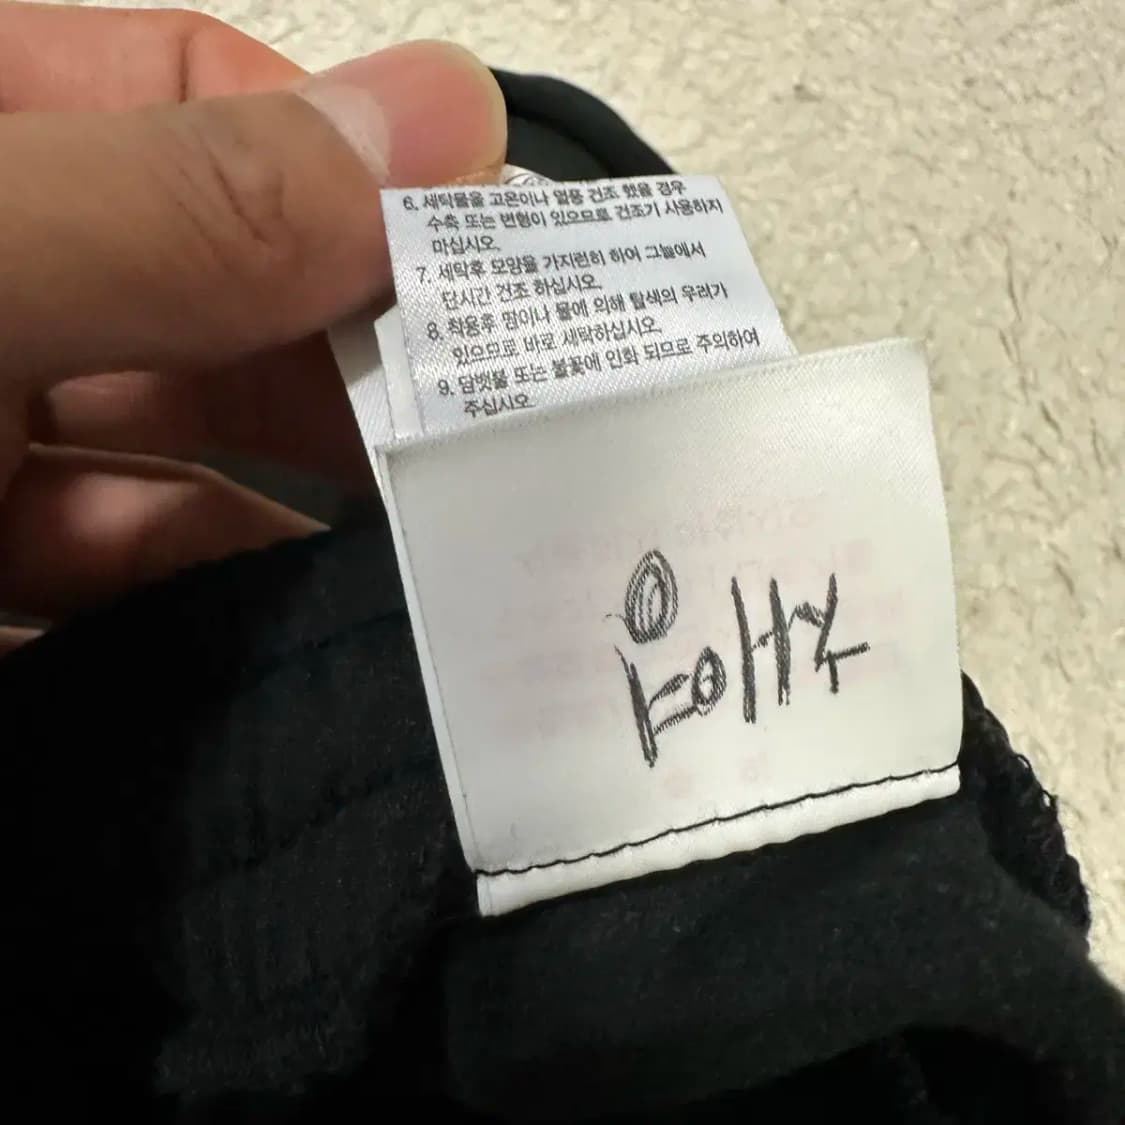 6. 세탁물을 고온이나 열풍 건조 했을 경우
수축 또는 변형이 있으므로 건조기 사용하지
마십시오.
7. 세탁후 모양을 가지런히 하여 그늘에서
단시간 건조 하십시오.
8. 착용후 땀이나 물에 의해 탈색의 우려가
있으므로 바로 세탁하십시오.
9. 담뱃불 또는 불꽃에 인화 되므로 주의하여
주십시오.